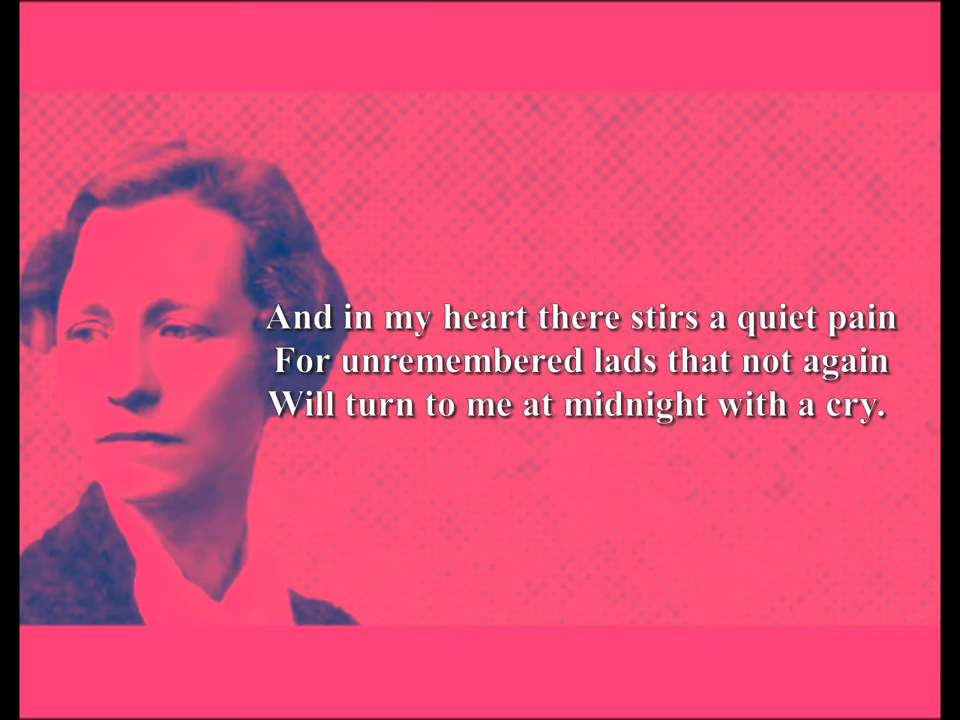 And in my heart there stirs a quiet pain
For unremembered lads that not again
Will turn to me at midnight with a cry.